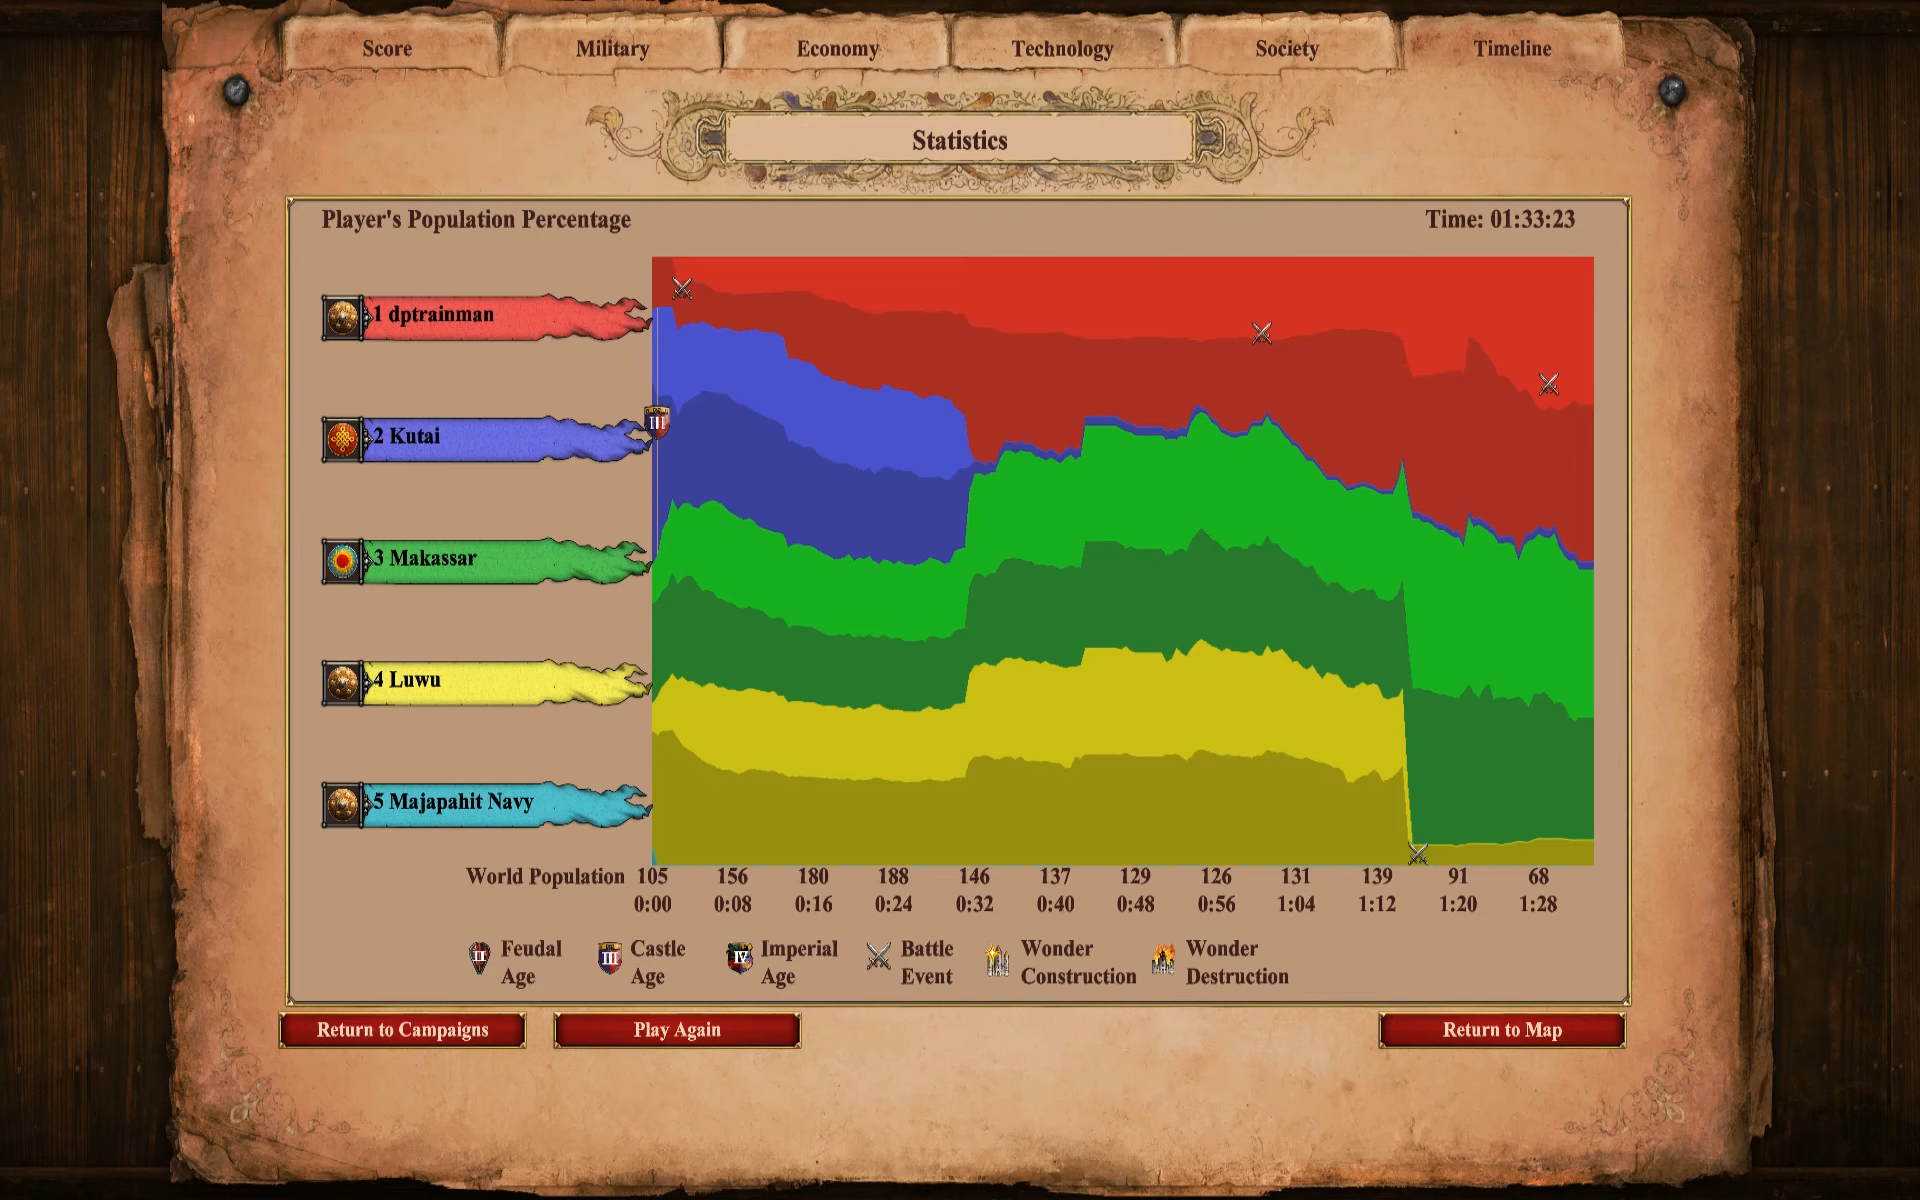 Score Military Economy Technology Society Timeline
Statistics
Player's Population Percentage Time: 01:33:23
1 dptrainman
III
2 Kutai
3 Makassar
4 Luwu
5 Majapahit Navy
World Population 105 156 180 188 146 137 129 126 131 139 91 68
0:00 0:08 0:16 0:24 0:32 0:40 0:48 0:56 1:04 1:12 1:20 1:28
II Feudal Age
III Castle Age
IV Imperial Age
Battle Event
Wonder Construction
Wonder Destruction
Return to Campaigns Play Again Return to Map